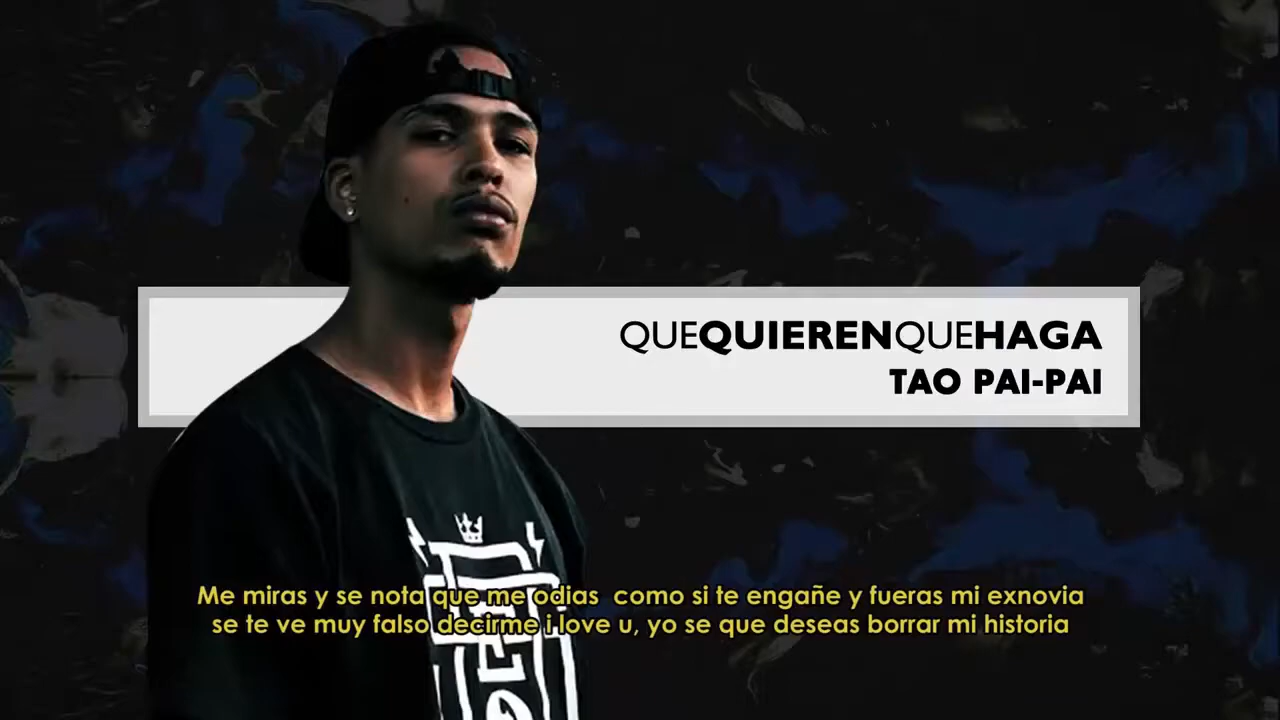 QUEQUIERENQUEHAGA
TAO PAI-PAI
Me miras y se nota que me odias como si te engañe y fueras mi exnovia
se te ve muy falso decirme i love u, yo se que deseas borrar mi historia